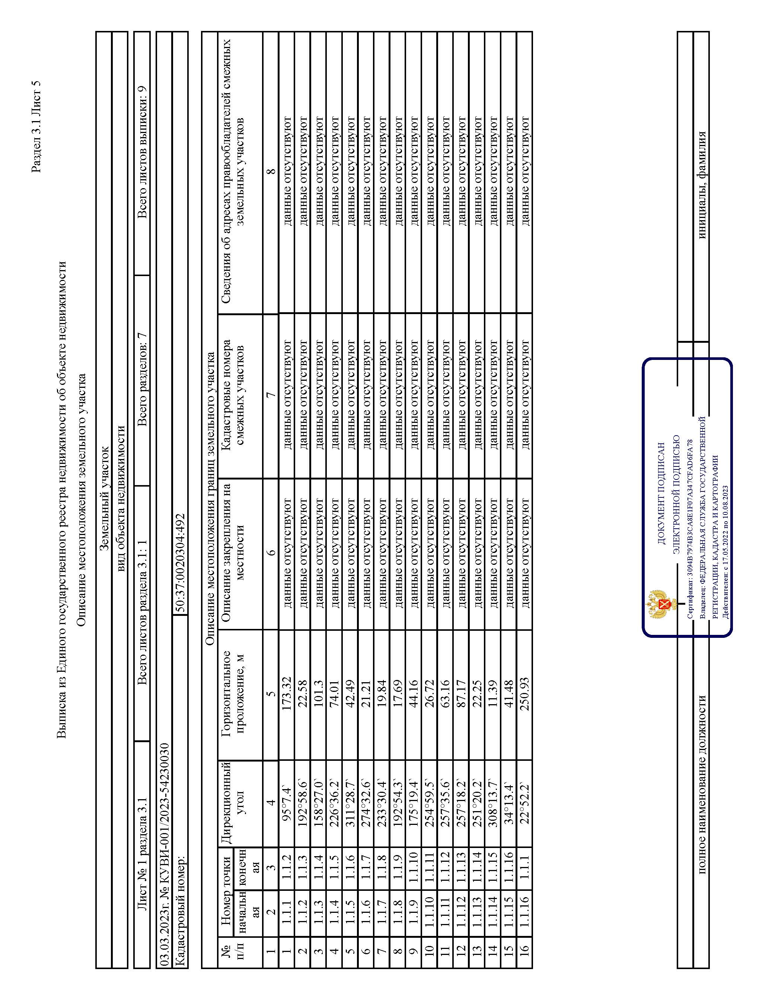 Раздел 3.1 Лист 5
Выписка из Единого государственного реестра недвижимости об объекте недвижимости
Описание местоположения земельного участка
Земельный участок
вид объекта недвижимости
Лист № 1 раздела 3.1 Всего листов раздела 3.1: 1 Всего разделов: 7 Всего листов выписки: 9
03.03.2023г. № КУВИ-001/2023-54230030
Кадастровый номер: 50:37:0020304:492
Описание местоположения границ земельного участка
№ п/п Номер точки Дирекционный угол Горизонтальное проложение, м Описание закрепления на местности Кадастровые номера смежных участков Сведения об адресах правообладателей смежных земельных участков
начальн ая конечн ая
1 2 3 4 5 6 7 8
1 1.1.1 1.1.2 95°7.4` 173.32 данные отсутствуют данные отсутствуют данные отсутствуют
2 1.1.2 1.1.3 192°58.6` 22.58 данные отсутствуют данные отсутствуют данные отсутствуют
3 1.1.3 1.1.4 158°27.0` 101.3 данные отсутствуют данные отсутствуют данные отсутствуют
4 1.1.4 1.1.5 226°36.2` 74.01 данные отсутствуют данные отсутствуют данные отсутствуют
5 1.1.5 1.1.6 311°28.7` 42.49 данные отсутствуют данные отсутствуют данные отсутствуют
6 1.1.6 1.1.7 274°32.6` 21.21 данные отсутствуют данные отсутствуют данные отсутствуют
7 1.1.7 1.1.8 233°30.4` 19.84 данные отсутствуют данные отсутствуют данные отсутствуют
8 1.1.8 1.1.9 192°54.3` 17.69 данные отсутствуют данные отсутствуют данные отсутствуют
9 1.1.9 1.1.10 175°19.4` 44.16 данные отсутствуют данные отсутствуют данные отсутствуют
10 1.1.10 1.1.11 254°59.5` 26.72 данные отсутствуют данные отсутствуют данные отсутствуют
11 1.1.11 1.1.12 257°35.6` 63.16 данные отсутствуют данные отсутствуют данные отсутствуют
12 1.1.12 1.1.13 257°18.2` 87.17 данные отсутствуют данные отсутствуют данные отсутствуют
13 1.1.13 1.1.14 251°20.2` 22.25 данные отсутствуют данные отсутствуют данные отсутствуют
14 1.1.14 1.1.15 308°13.7` 11.39 данные отсутствуют данные отсутствуют данные отсутствуют
15 1.1.15 1.1.16 34°13.4` 41.48 данные отсутствуют данные отсутствуют данные отсутствуют
16 1.1.16 1.1.1 22°52.2` 250.93 данные отсутствуют данные отсутствуют данные отсутствуют
ДОКУМЕНТ ПОДПИСАН
ЭЛЕКТРОННОЙ ПОДПИСЬЮ
Сертификат: 3094B7974B3CA8E1F07A347CFAD6FA78
Владелец: ФЕДЕРАЛЬНАЯ СЛУЖБА ГОСУДАРСТВЕННОЙ
РЕГИСТРАЦИИ, КАДАСТРА И КАРТОГРАФИИ
Действителен: с 17.05.2022 по 10.08.2023
полное наименование должности инициалы, фамилия